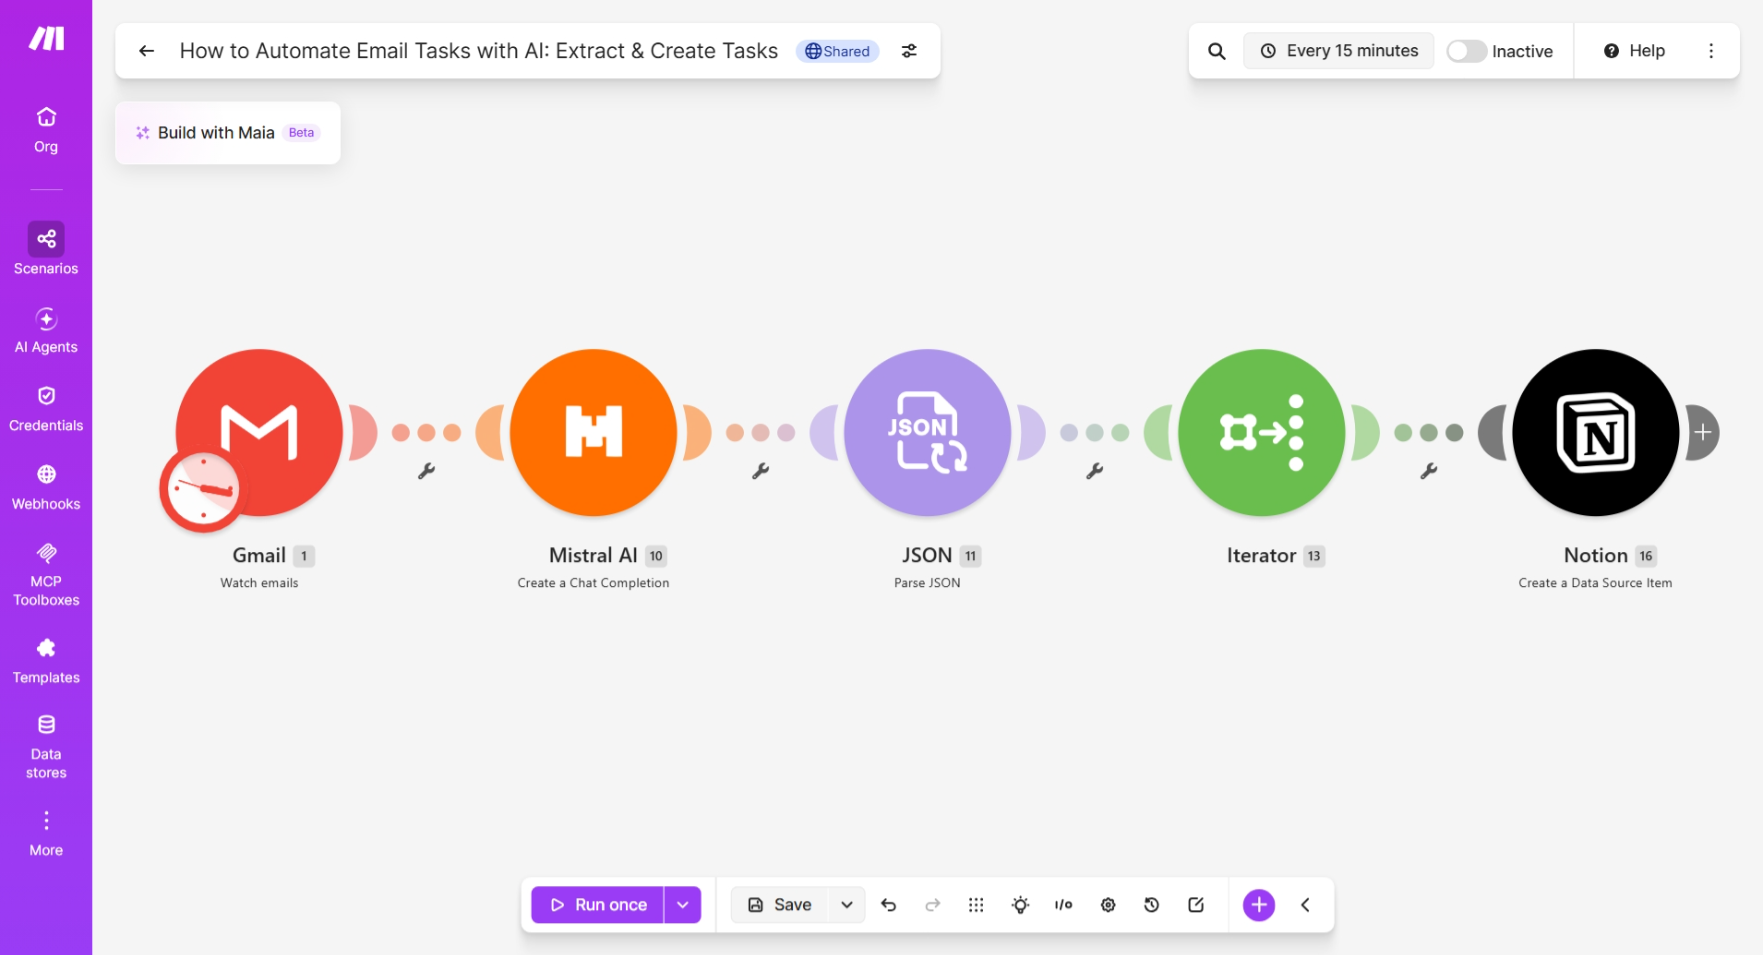 How to Automate Email Tasks with AI: Extract & Create Tasks
Shared
Every 15 minutes
Inactive
Help
Build with Maia
Beta
Org
Scenarios
AI Agents
Credentials
Webhooks
MCP
Toolboxes
Templates
Data
stores
More
JSON
N
Gmail 1
Watch emails
Mistral AI 10
Create a Chat Completion
JSON 11
Parse JSON
Iterator 13
Notion 16
Create a Data Source Item
Run once
Save